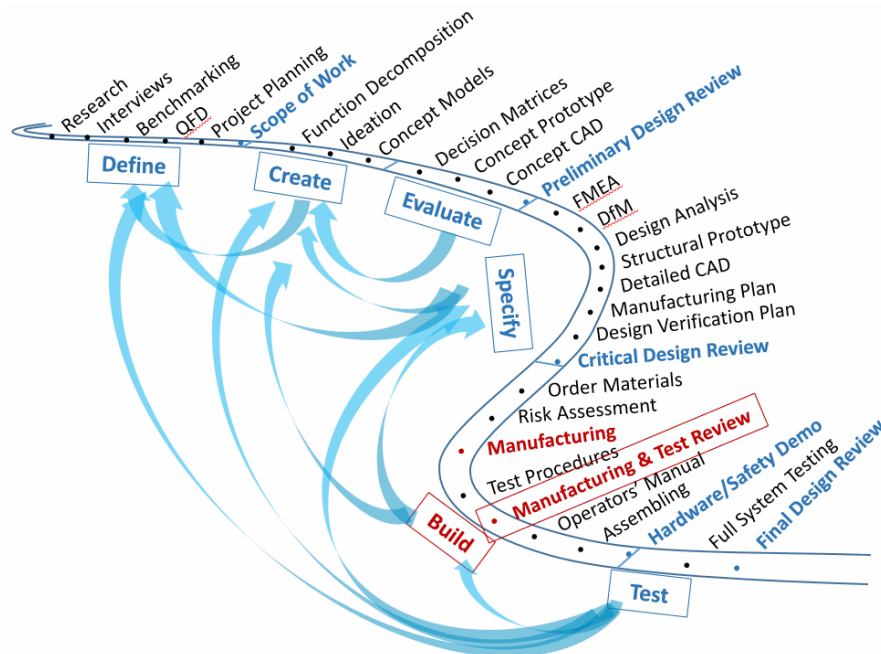 Research
Interviews
Benchmarking
QFD
Project Planning
Scope of Work
Function Decomposition
Ideation
Concept Models
Decision Matrices
Concept Prototype
Concept CAD
Preliminary Design Review
FMEA
DfM
Design Analysis
Structural Prototype
Detailed CAD
Manufacturing Plan
Design Verification Plan
Critical Design Review
Order Materials
Risk Assessment
Manufacturing
Test Procedures
Manufacturing & Test Review
Operators' Manual
Assembling
Hardware/Safety Demo
Full System Testing
Final Design Review
Define
Create
Evaluate
Specify
Build
Test